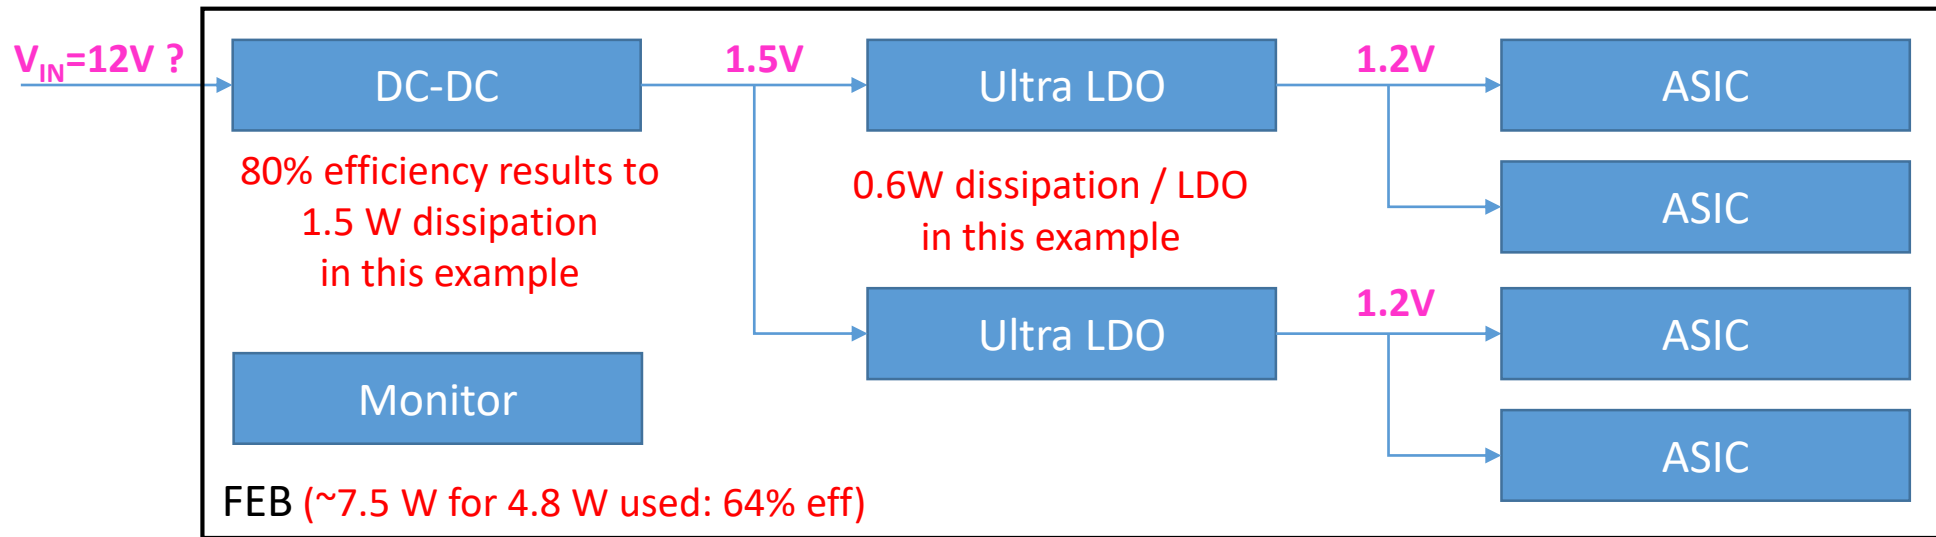 V_IN=12V ?
DC-DC
1.5V
Ultra LDO
1.2V
ASIC
80% efficiency results to
1.5 W dissipation
in this example
0.6W dissipation / LDO
in this example
ASIC
Ultra LDO
1.2V
ASIC
Monitor
ASIC
FEB (~7.5 W for 4.8 W used: 64% eff)